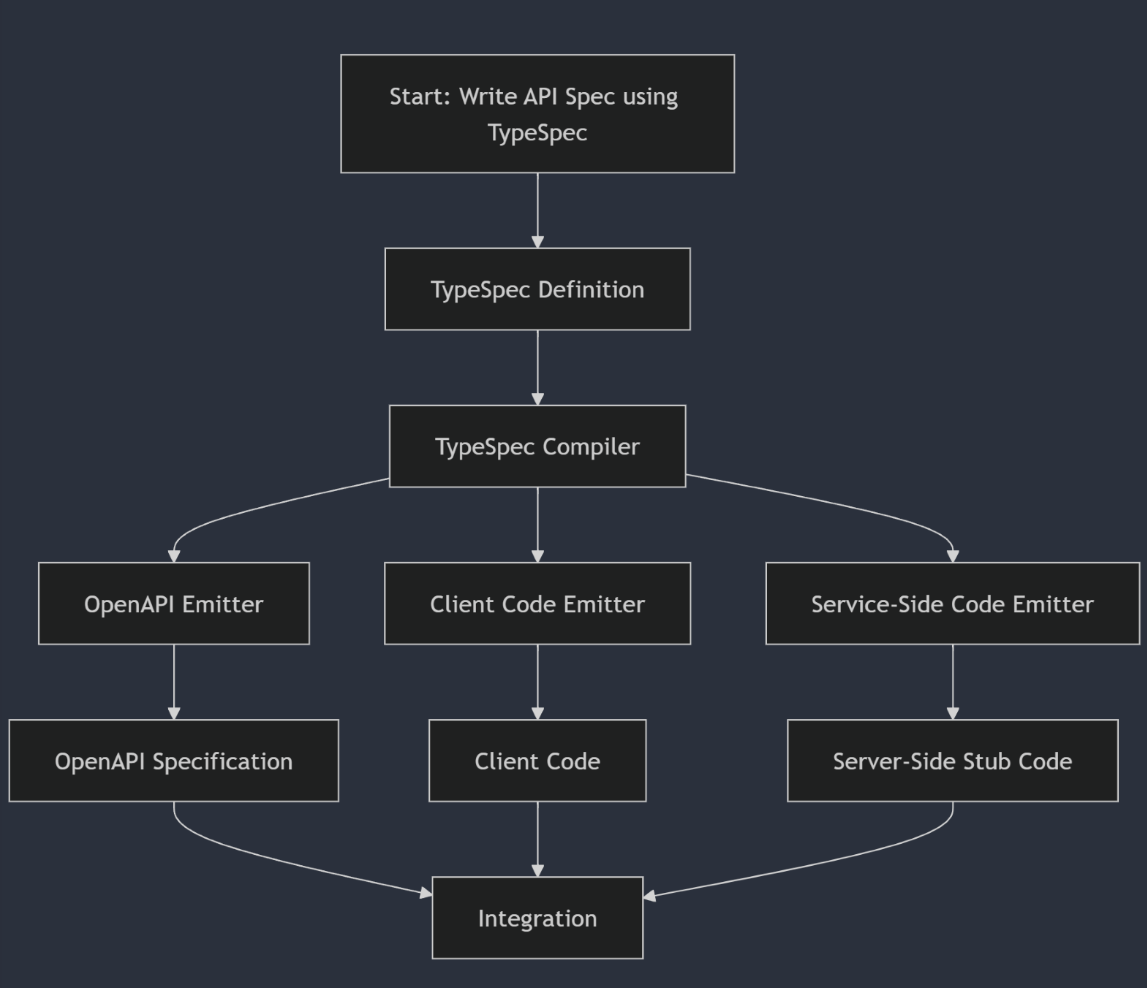 Start: Write API Spec using
TypeSpec
TypeSpec Definition
TypeSpec Compiler
OpenAPI Emitter
Client Code Emitter
Service-Side Code Emitter
OpenAPI Specification
Client Code
Server-Side Stub Code
Integration